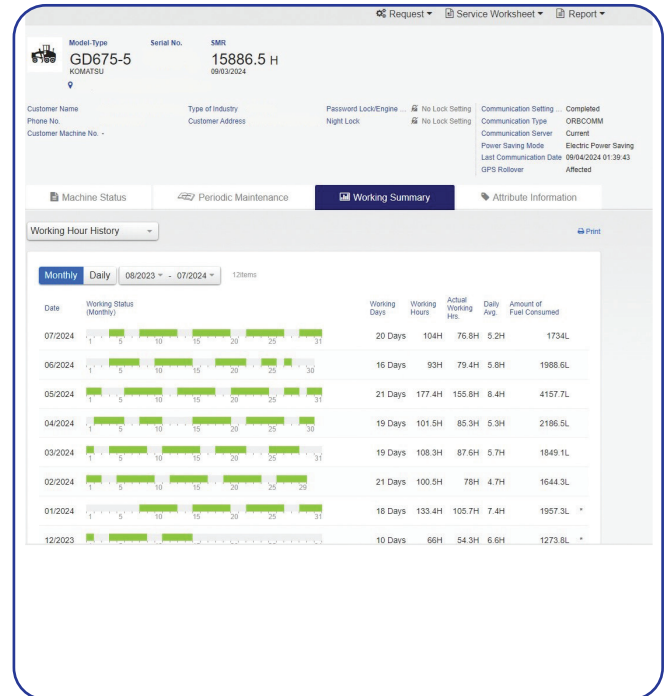 Request ▾ Service Worksheet ▾ Report ▾
Model-Type Serial No. SMR
GD675-5 15886.5 H
KOMATSU 09/03/2024
Customer Name Type of Industry Password Lock/Engine ... No Lock Setting Communication Setting ... Completed
Phone No. Customer Address Night Lock No Lock Setting Communication Type ORBCOMM
Customer Machine No. - Communication Server Current
Power Saving Mode Electric Power Saving
Last Communication Date 09/04/2024 01:39:43
GPS Rollover Affected
Machine Status Periodic Maintenance Working Summary Attribute Information
Working Hour History Print
Monthly Daily 08/2023 - 07/2024 12items
Date Working Status (Monthly) Working Days Working Hours Actual Working Hrs. Daily Avg. Amount of Fuel Consumed
07/2024 1 5 10 15 20 25 31 20 Days 104H 76.8H 5.2H 1734L
06/2024 1 5 10 15 20 25 30 16 Days 93H 79.4H 5.8H 1988.6L
05/2024 1 5 10 15 20 25 31 21 Days 177.4H 155.8H 8.4H 4157.7L
04/2024 1 5 10 15 20 25 30 19 Days 101.5H 85.3H 5.3H 2186.5L
03/2024 1 5 10 15 20 25 31 19 Days 108.3H 87.6H 5.7H 1849.1L
02/2024 1 5 10 15 20 25 29 21 Days 100.5H 78H 4.7H 1644.3L
01/2024 1 5 10 15 20 25 31 18 Days 133.4H 105.7H 7.4H 1957.3L *
12/2023 10 Days 66H 54.3H 6.6H 1273.8L *